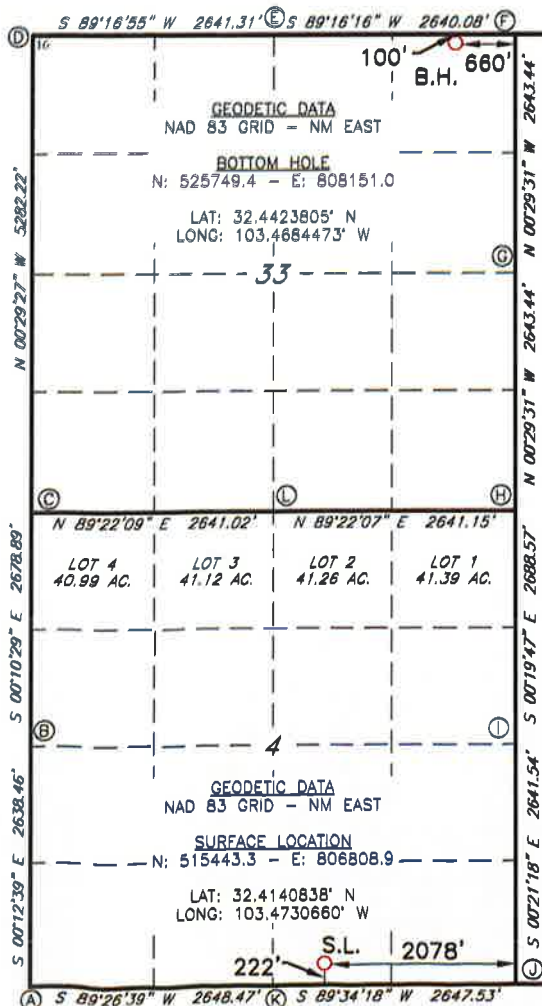 S 89°16'55" W 2641.31' S 89°16'16" W 2640.08'
D E F
16
100' 660'
B.H.
GEODETIC DATA
NAD 83 GRID - NM EAST
BOTTOM HOLE
N: 525749.4 - E: 808151.0
LAT: 32.4423805° N
LONG: 103.4684473° W
N 00°29'27" W 5282.22'
N 00°29'31" W 2643.44'
G
33
N 00°29'31" W 2643.44'
C L H
N 89°22'09" E 2641.02' N 89°22'07" E 2641.15'
LOT 4 LOT 3 LOT 2 LOT 1
40.99 AC. 41.12 AC. 41.26 AC. 41.39 AC.
S 00°10'29" E 2678.89'
S 00°19'47" E 2688.57'
B I
4
GEODETIC DATA
NAD 83 GRID - NM EAST
SURFACE LOCATION
N: 515443.3 - E: 806808.9
LAT: 32.4140838° N
LONG: 103.4730660° W
S 00°12'39" E 2638.46'
S 00°21'18" E 2641.54'
S.L. 2078'
222'
A K J
S 89°26'39" W 2648.47' S 89°34'18" W 2647.53'